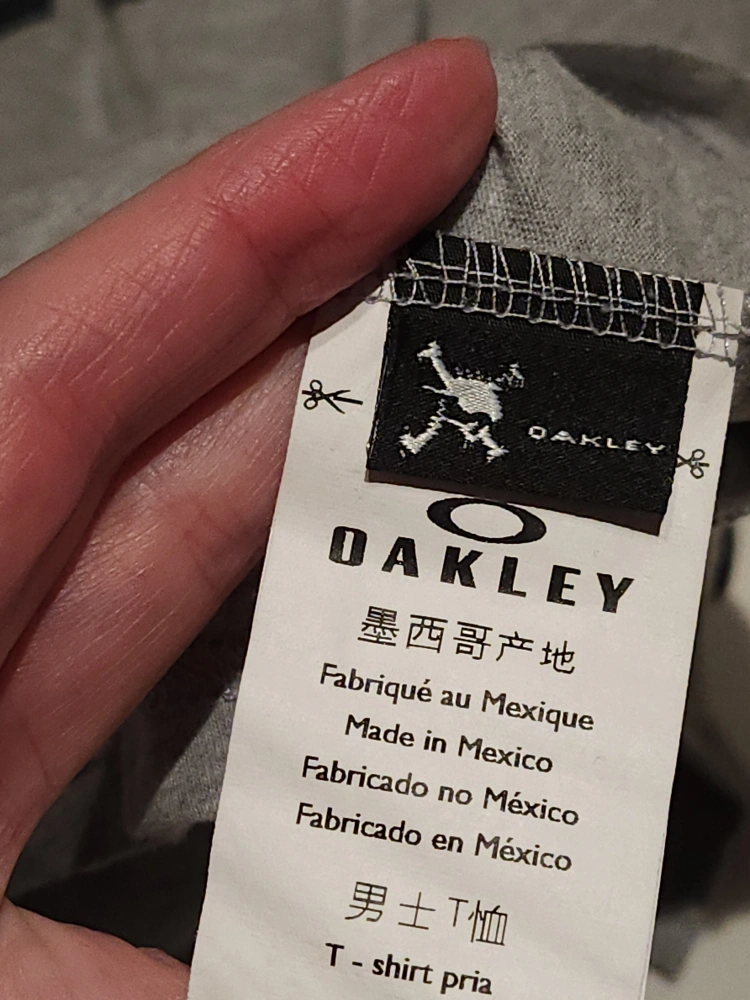 OAKLEY
OAKLEY
墨西哥产地
Fabriqué au Mexique
Made in Mexico
Fabricado no México
Fabricado en México
男士T恤
T - shirt pria